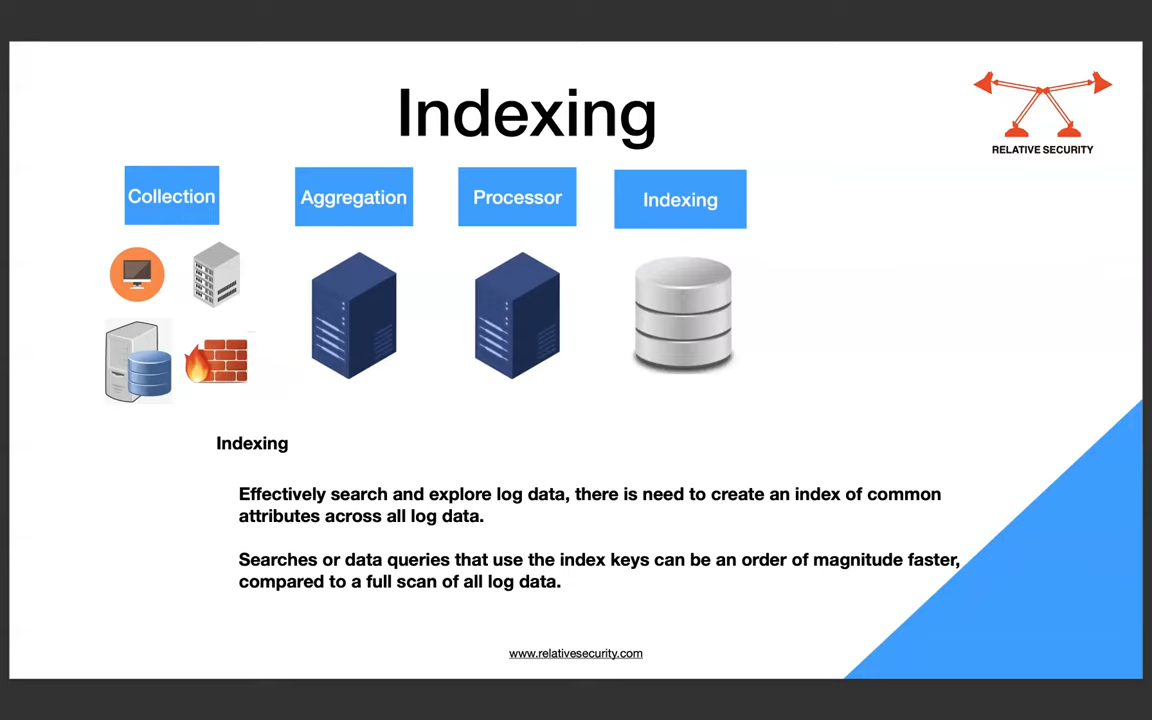 Indexing
RELATIVE SECURITY
Collection
Aggregation
Processor
Indexing
Indexing
Effectively search and explore log data, there is need to create an index of common
attributes across all log data.
Searches or data queries that use the index keys can be an order of magnitude faster,
compared to a full scan of all log data.
www.relativesecurity.com